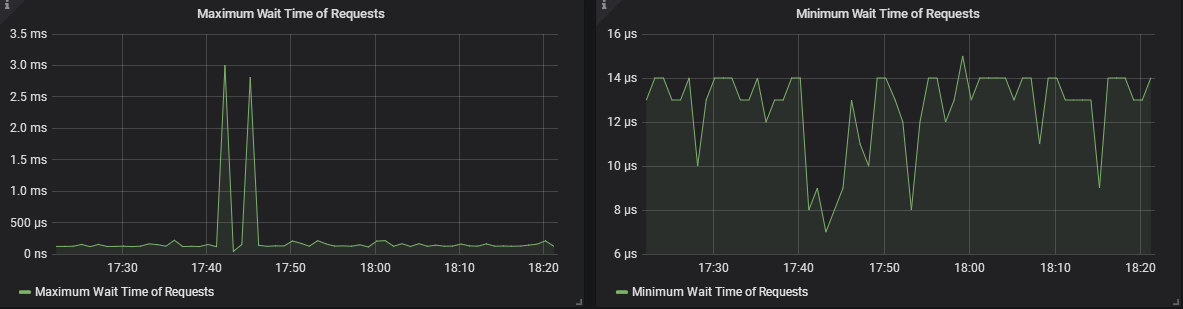 Maximum Wait Time of Requests
3.5 ms
3.0 ms
2.5 ms
2.0 ms
1.5 ms
1.0 ms
500 µs
0 ns
17:30 17:40 17:50 18:00 18:10 18:20
Maximum Wait Time of Requests
Minimum Wait Time of Requests
16 µs
14 µs
12 µs
10 µs
8 µs
6 µs
17:30 17:40 17:50 18:00 18:10 18:20
Minimum Wait Time of Requests